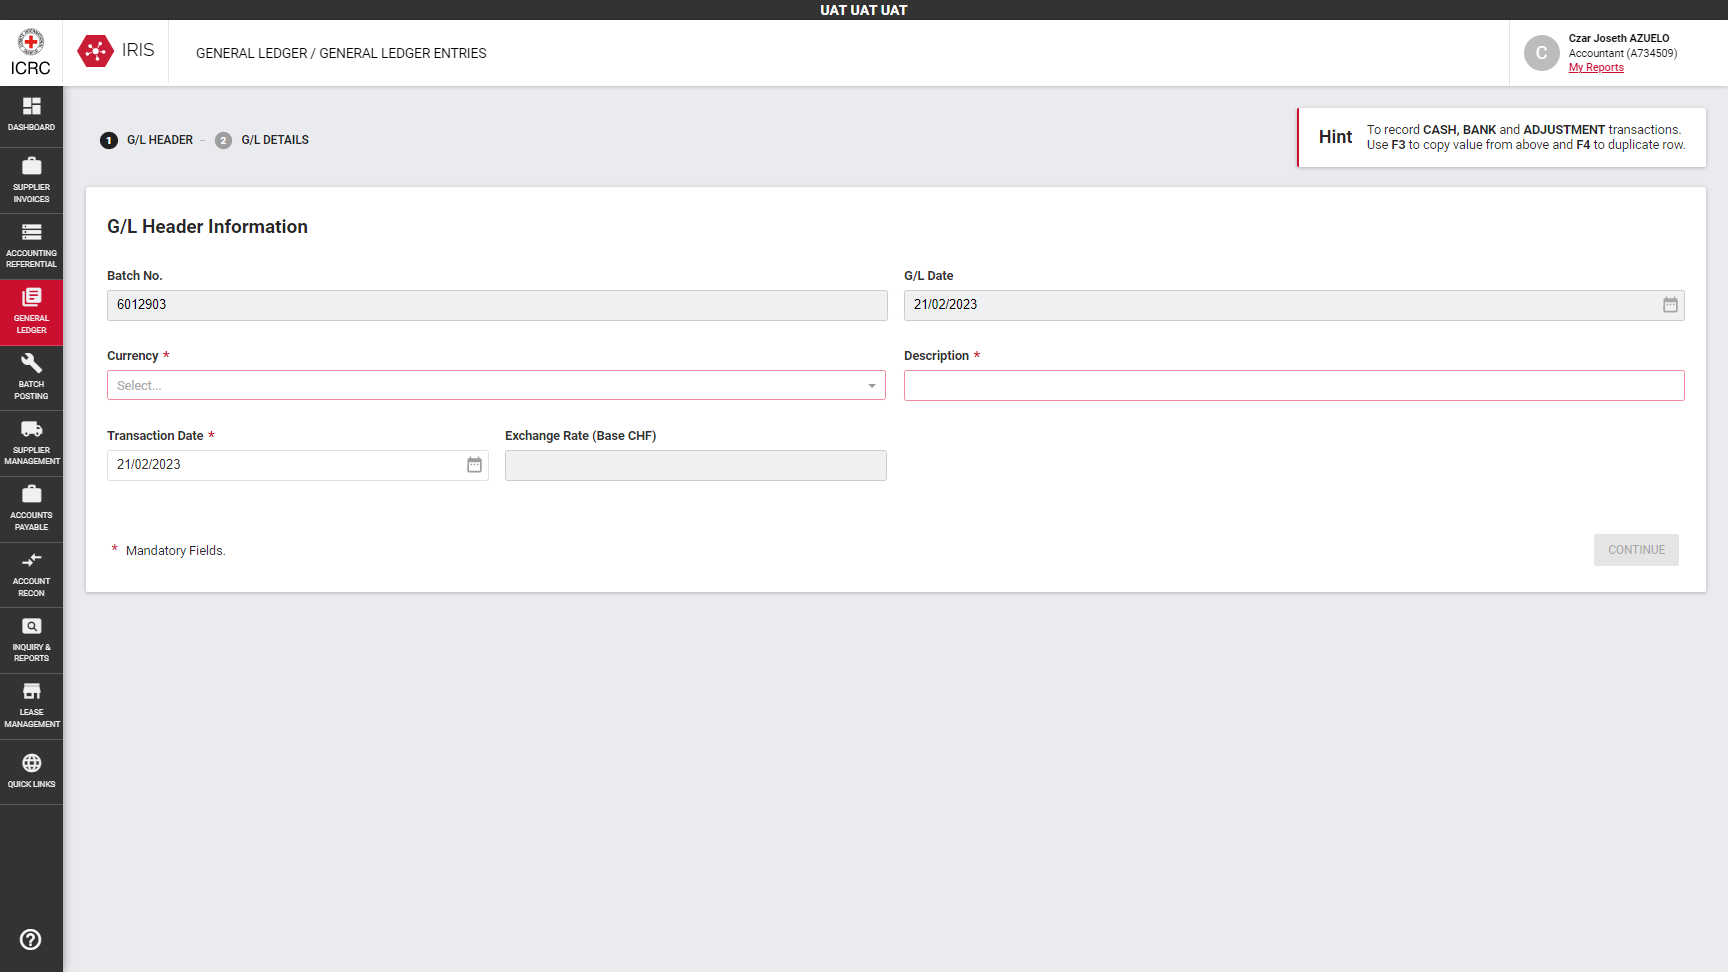 UAT UAT UAT
ICRC
IRIS
GENERAL LEDGER / GENERAL LEDGER ENTRIES
C
Czar Joseth AZUELO
Accountant (A734509)
My Reports
DASHBOARD
SUPPLIER
INVOICES
ACCOUNTING
REFERENTIAL
GENERAL
LEDGER
BATCH
POSTING
SUPPLIER
MANAGEMENT
ACCOUNTS
PAYABLE
ACCOUNT
RECON
INQUIRY &
REPORTS
LEASE
MANAGEMENT
QUICK LINKS
1 G/L HEADER – 2 G/L DETAILS
Hint
To record CASH, BANK and ADJUSTMENT transactions.
Use F3 to copy value from above and F4 to duplicate row.
G/L Header Information
Batch No.
6012903
G/L Date
21/02/2023
Currency *
Select...
Description *
Transaction Date *
21/02/2023
Exchange Rate (Base CHF)
* Mandatory Fields.
CONTINUE